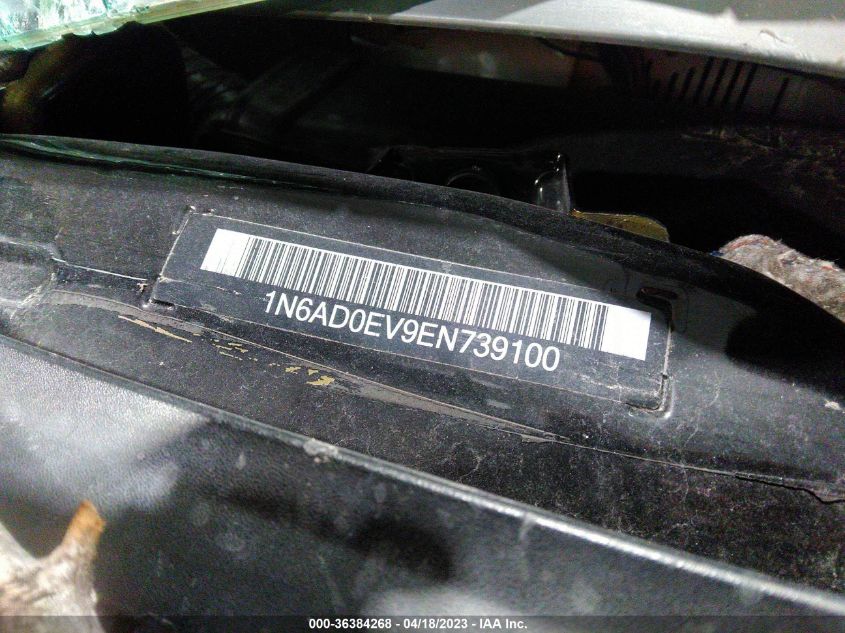 1N6AD0EV9EN739100
000-36384268 - 04/18/2023 - IAA Inc.